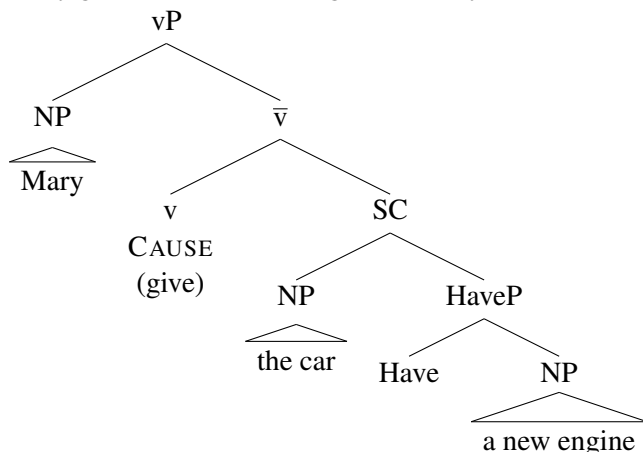 vP
NP v̅
Mary v SC
CAUSE
(give) NP HaveP
the car Have NP
a new engine